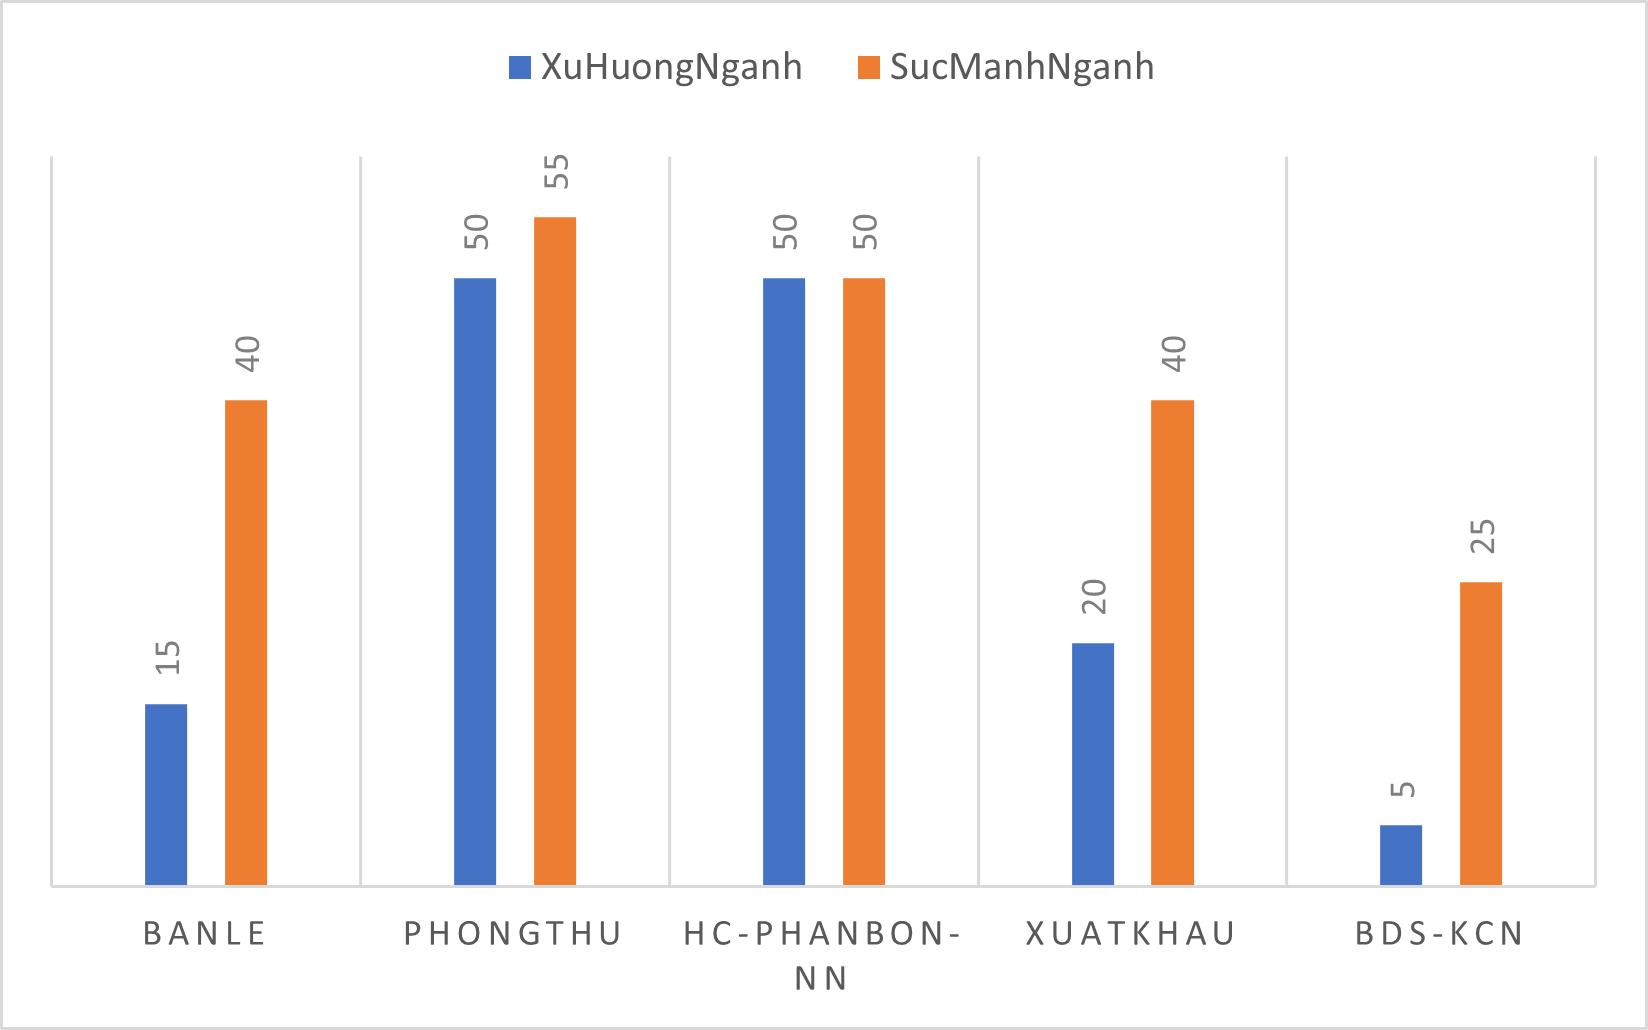 XuHuongNganh SucManhNganh
15 40 50 55 50 50 20 40 5 25
BANLE PHONGTHU HC-PHANBON- XUATKHAU BDS-KCN
NN